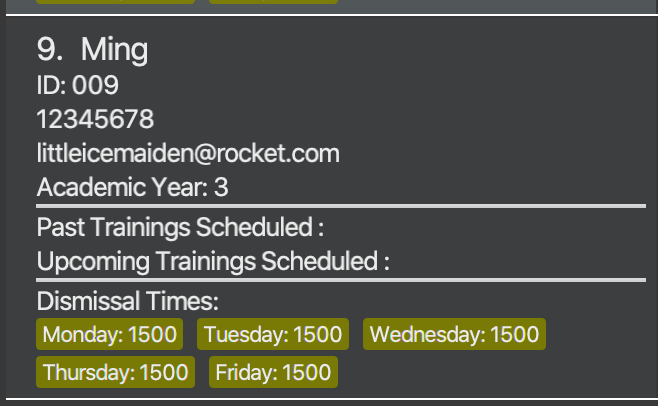 9. Ming
ID: 009
12345678
littleicemaiden@rocket.com
Academic Year: 3
Past Trainings Scheduled :
Upcoming Trainings Scheduled :
Dismissal Times:
Monday: 1500 Tuesday: 1500 Wednesday: 1500
Thursday: 1500 Friday: 1500